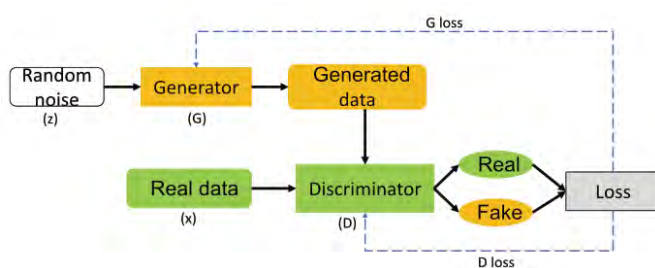 G loss
Random
noise
(z)
Generator
(G)
Generated
data
Real data
(x)
Discriminator
(D)
Real
Fake
Loss
D loss